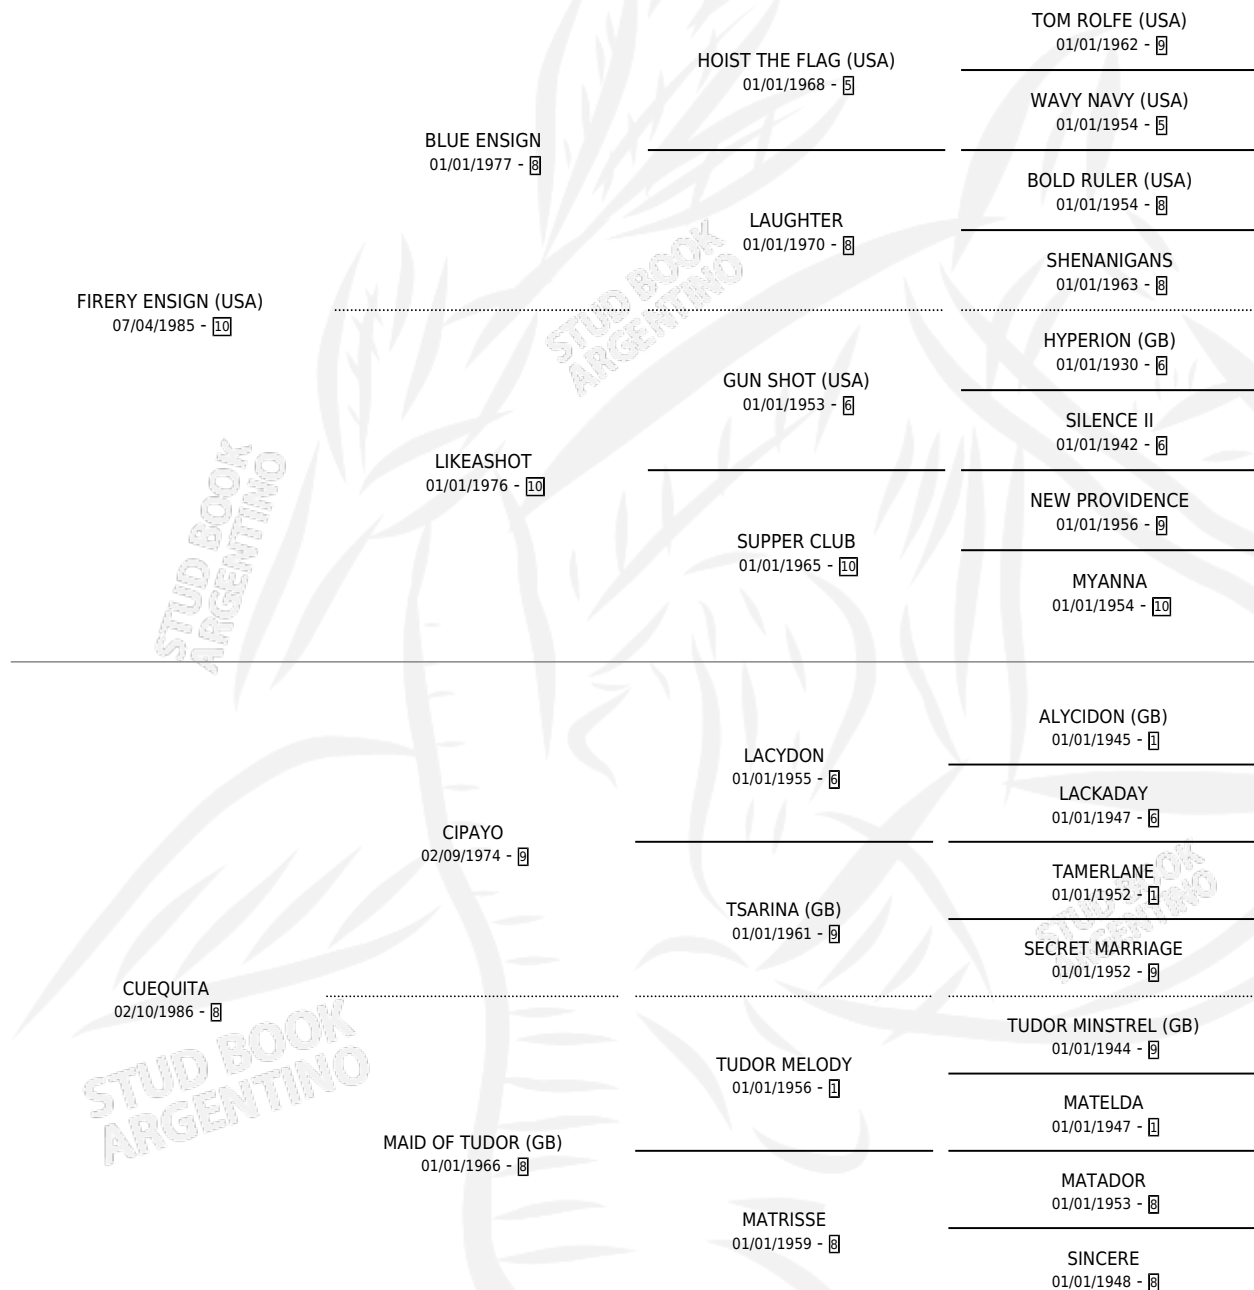 TOM ROLFE (USA)
01/01/1962 - 9
HOIST THE FLAG (USA)
01/01/1968 - 5
WAVY NAVY (USA)
01/01/1954 - 5
BLUE ENSIGN
01/01/1977 - 8
BOLD RULER (USA)
01/01/1954 - 8
LAUGHTER
01/01/1970 - 8
SHENANIGANS
01/01/1963 - 8
FIRERY ENSIGN (USA)
07/04/1985 - 10
HYPERION (GB)
01/01/1930 - 6
GUN SHOT (USA)
01/01/1953 - 6
SILENCE II
01/01/1942 - 6
LIKEASHOT
01/01/1976 - 10
NEW PROVIDENCE
01/01/1956 - 9
SUPPER CLUB
01/01/1965 - 10
MYANNA
01/01/1954 - 10
ALYCIDON (GB)
01/01/1945 - 1
LACYDON
01/01/1955 - 6
LACKADAY
01/01/1947 - 6
CIPAYO
02/09/1974 - 9
TAMERLANE
01/01/1952 - 1
TSARINA (GB)
01/01/1961 - 9
SECRET MARRIAGE
01/01/1952 - 9
CUEQUITA
02/10/1986 - 8
TUDOR MINSTREL (GB)
01/01/1944 - 9
TUDOR MELODY
01/01/1956 - 1
MATELDA
01/01/1947 - 1
MAID OF TUDOR (GB)
01/01/1966 - 8
MATADOR
01/01/1953 - 8
MATRISSE
01/01/1959 - 8
SINCERE
01/01/1948 - 8
STUD BOOK
ARGENTINO
STUD BOOK
ARGENTINO
STUD BOOK
ARGENTINO
STUD BOOK
ARGENTINO